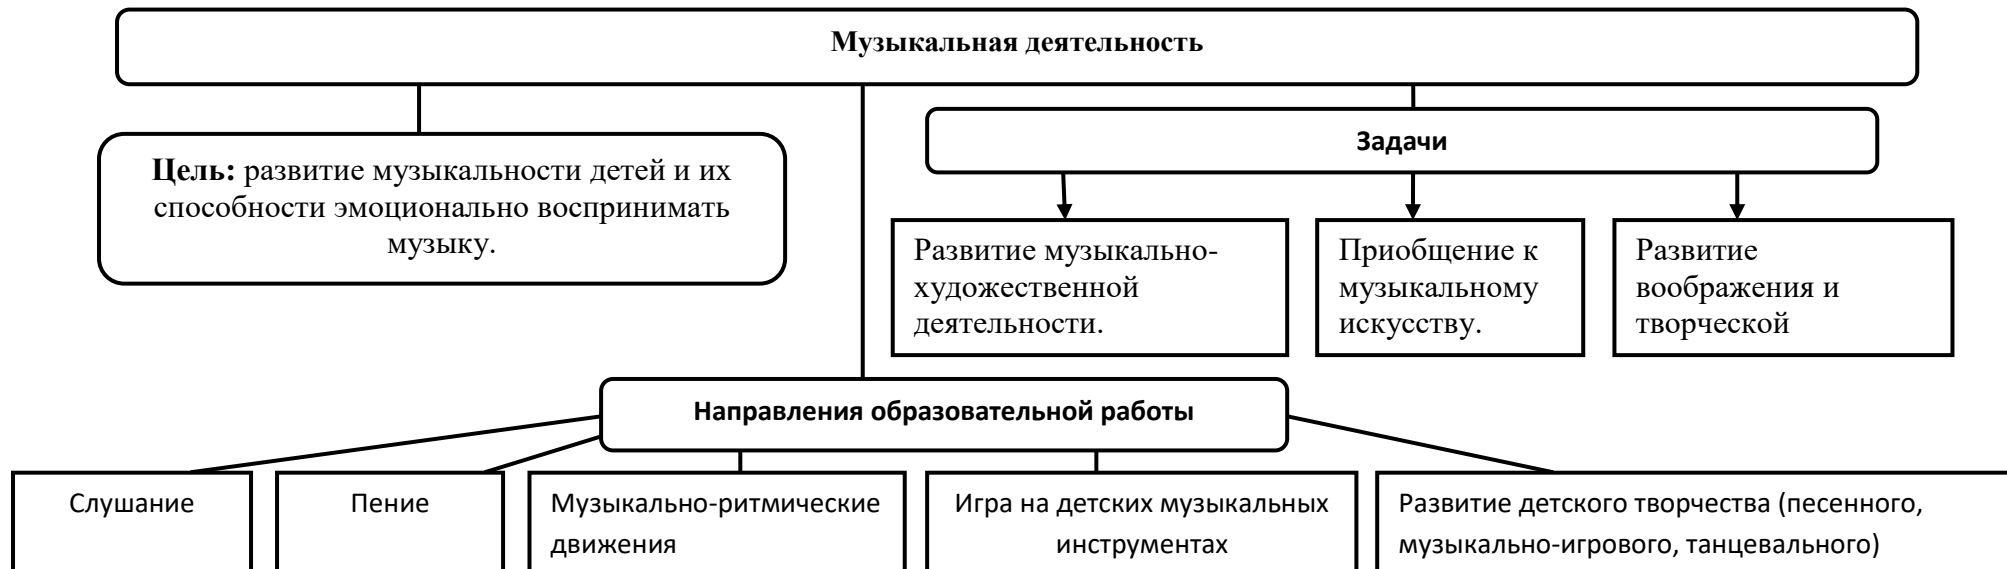 Музыкальная деятельность
Цель: развитие музыкальности детей и их
способности эмоционально воспринимать
музыку.
Задачи
Развитие музыкально-
художественной
деятельности.
Приобщение к
музыкальному
искусству.
Развитие
воображения и
творческой
Направления образовательной работы
Слушание
Пение
Музыкально-ритмические
движения
Игра на детских музыкальных
инструментах
Развитие детского творчества (песенного,
музыкально-игрового, танцевального)